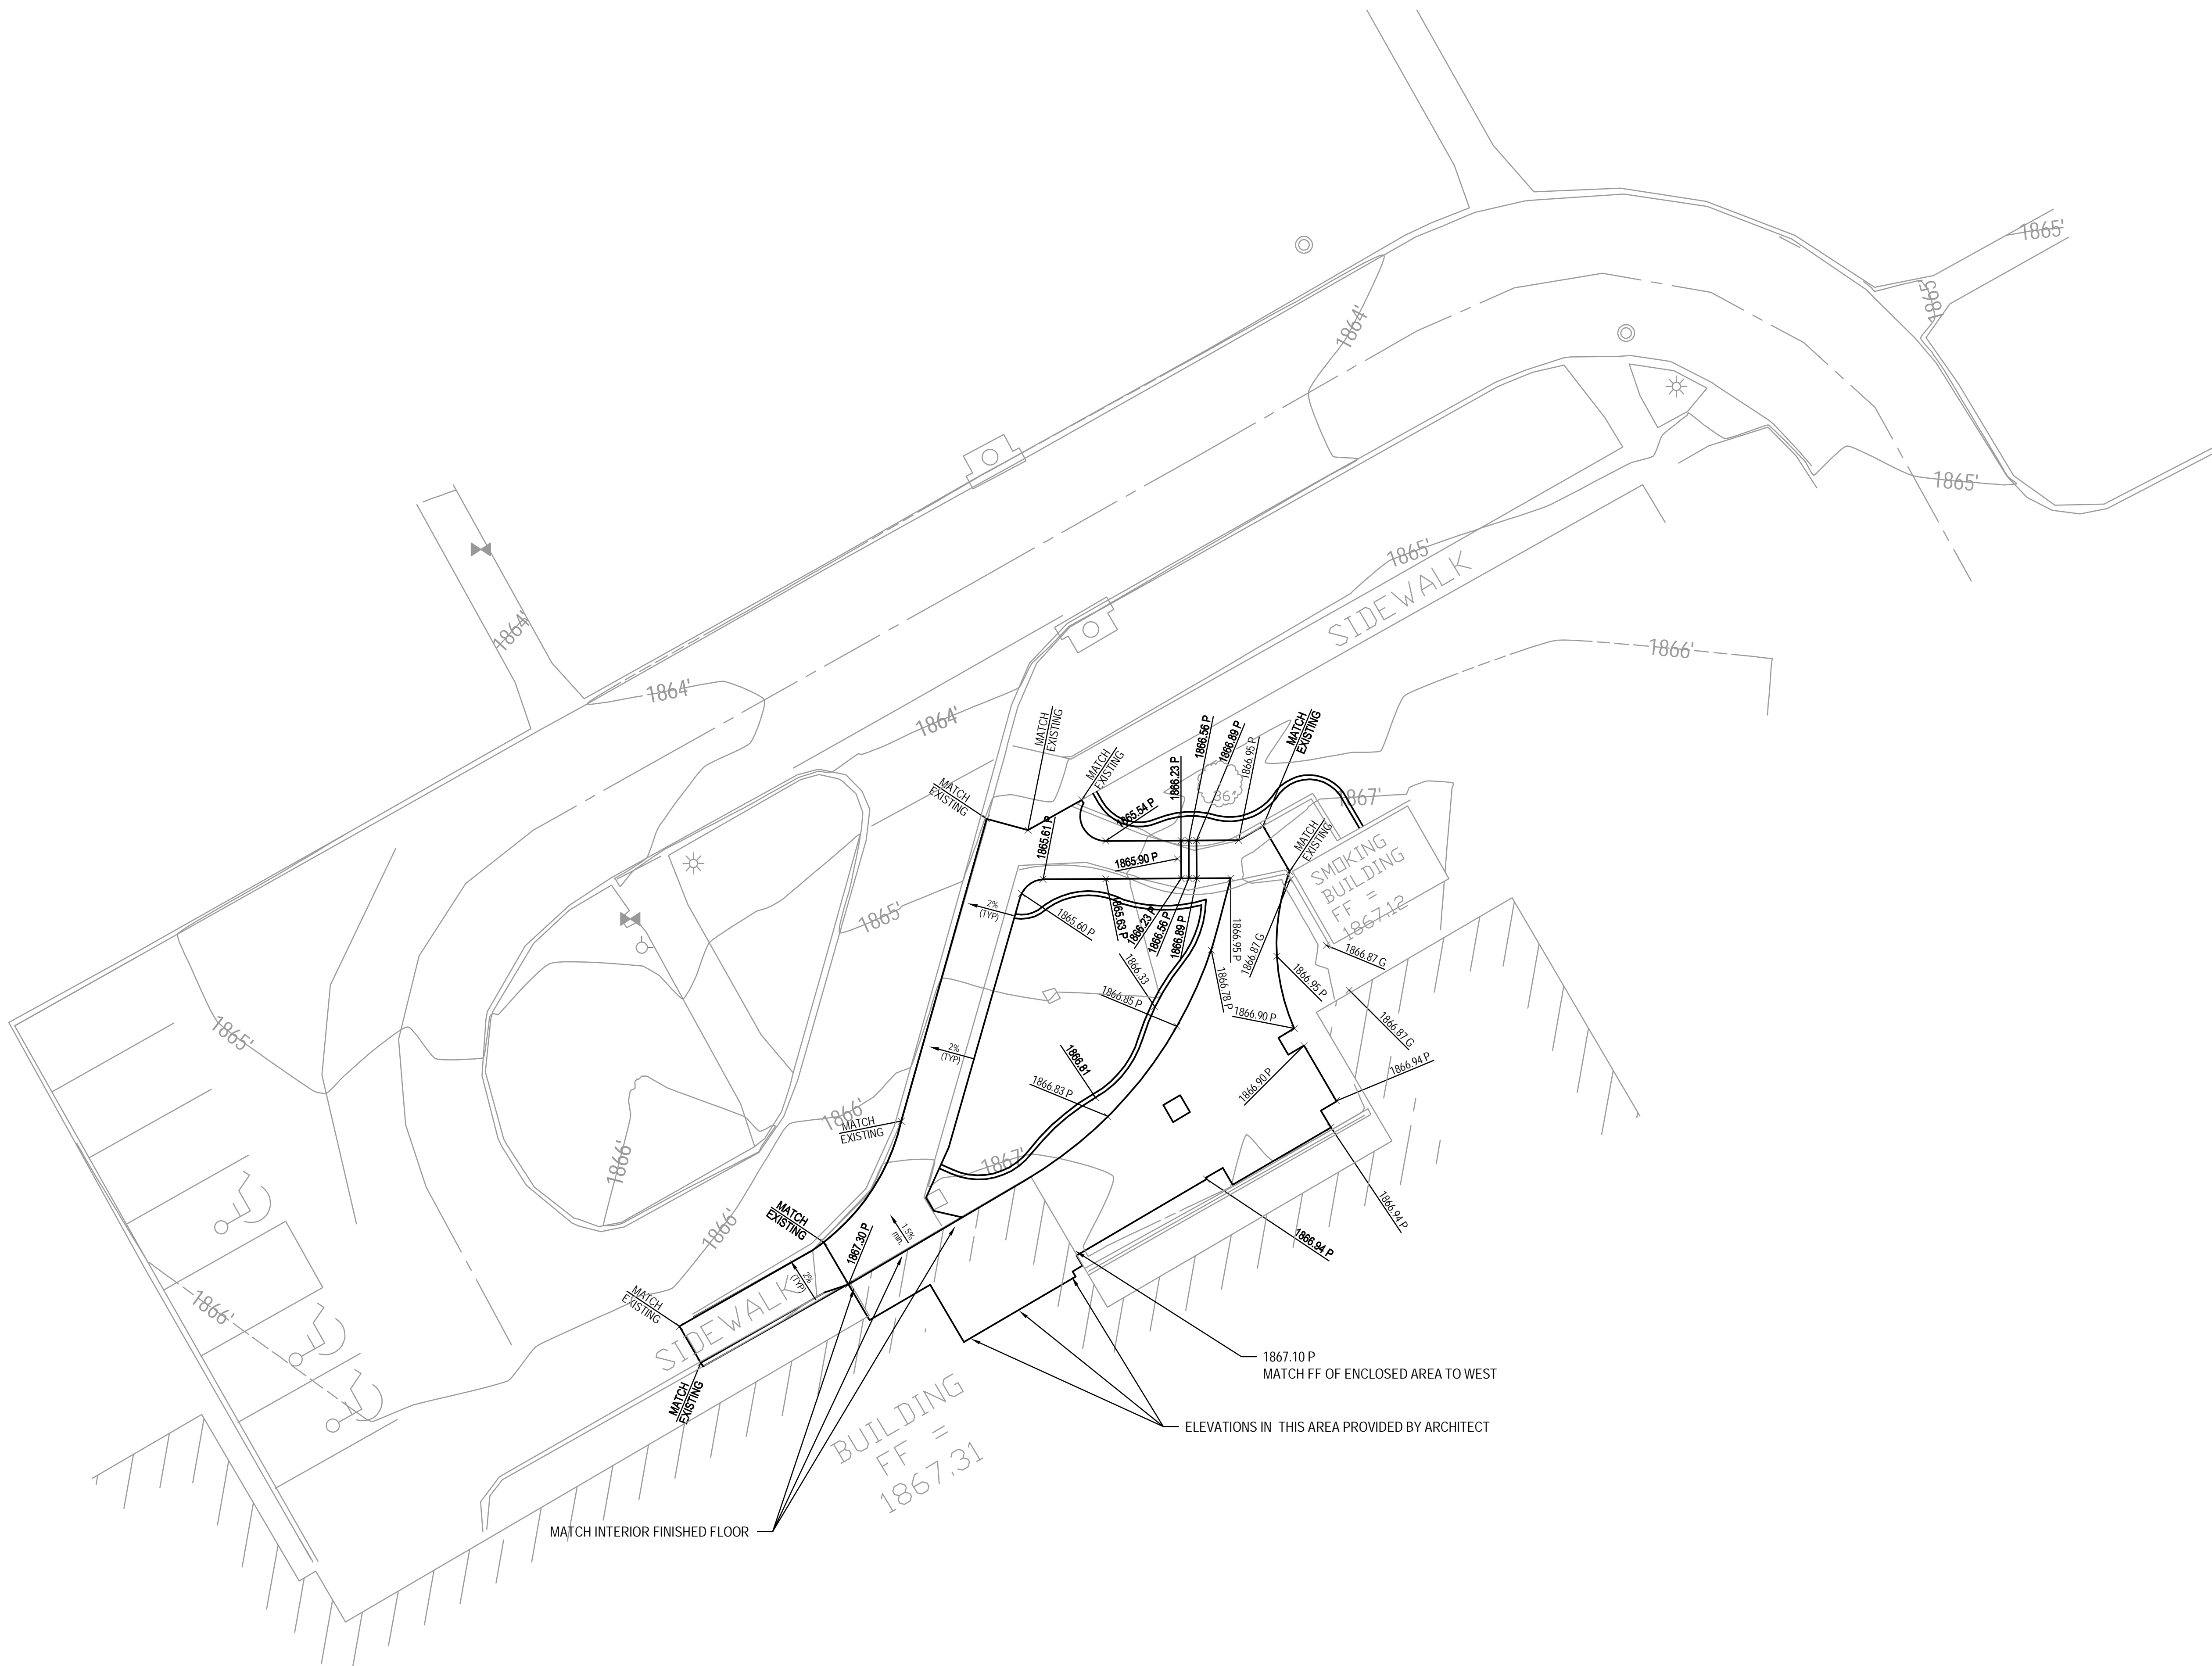 1865'
1865'
1864'
1865'
1865'
SIDEWALK
1864'
1866'
1864'
1864'
MATCH
EXISTING
MATCH
EXISTING
MATCH
EXISTING
1866.23 P
1866.56 P
1866.89 P
1866.95 P
MATCH
EXISTING
36"
1867'
1865.54 P
1865.61 P
1865.90 P
MATCH
EXISTING
SMOKING
BUILDING
FF =
1867.12
1865'
2%
(TYP)
1865.60 P
1865.63 P
1866.23 P
1866.56 P
1866.89 P
1866.95 P
1866.87 G
1866.87 G
1866.33
1866.85 P
1866.78 P
1866.95 P
1866.90 P
1866.87 G
1865'
2%
(TYP)
1866.81
1866.83 P
1866.90 P
1866.94 P
1866'
MATCH
EXISTING
1866'
1867'
1866.94 P
1866'
MATCH
EXISTING
1867.30 P
1.5%
min.
1866.94 P
2%
(TYP)
MATCH
EXISTING
1866'
SIDEWALK
MATCH
EXISTING
1867.10 P
MATCH FF OF ENCLOSED AREA TO WEST
ELEVATIONS IN THIS AREA PROVIDED BY ARCHITECT
BUILDING
FF =
1867.31
MATCH INTERIOR FINISHED FLOOR